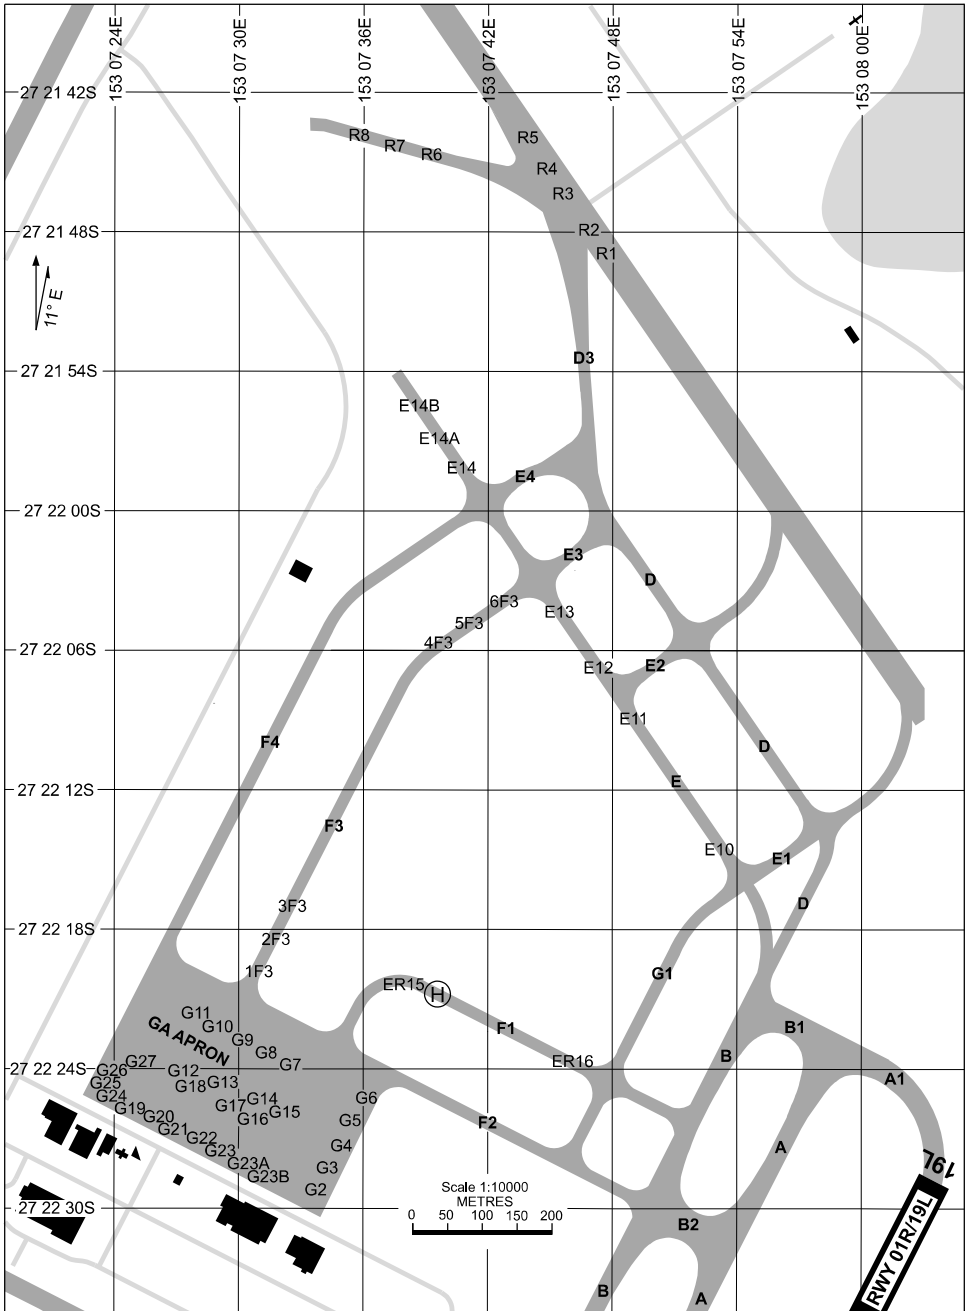 153 07 24E
153 07 30E
153 07 36E
153 07 42E
153 07 48E
153 07 54E
153 08 00E
27 21 42S
R8
R7
R6
R5
R4
R3
27 21 48S
R2
R1
11° E
27 21 54S
D3
E14B
E14A
E14
E4
27 22 00S
E3
D
6F3
E13
5F3
4F3
27 22 06S
E12
E2
E11
F4
D
27 22 12S
E
F3
E10
E1
3F3
D
27 22 18S
2F3
1F3
G1
ER15
H
G11
G10
GA APRON
G9
G8
G7
F1
B1
B
ER16
27 22 24S
G27
G26
G12
G13
G25
G18
A1
G24
G14
G6
G19
G17
G15
G20
G16
G5
F2
G21
G22
G4
A
G23
G23A
G3
G23B
G2
19L
27 22 30S
Scale 1:10000
METRES
0 50 100 150 200
B2
RWY 01R/19L
B
A